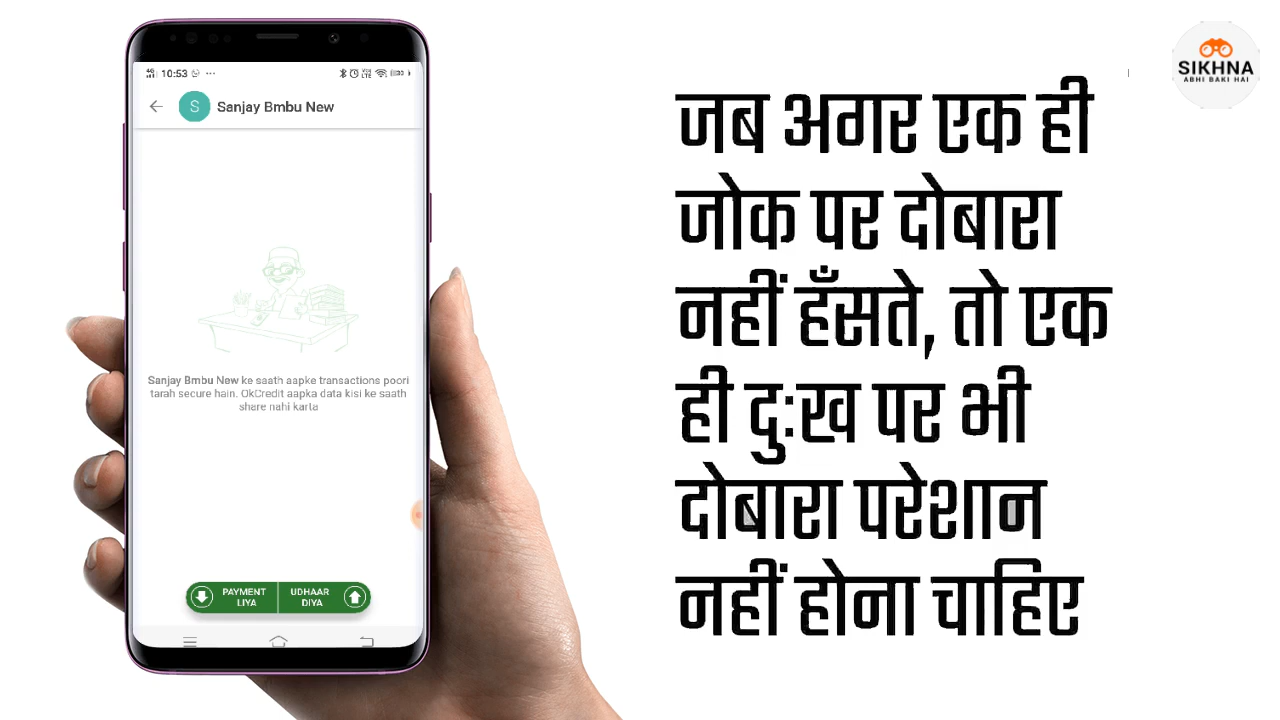 4G 10:53
Sanjay Bmbu New
S
Sanjay Bmbu New ke saath aapke transactions poori
tarah secure hain. OkCredit aapka data kisi ke saath
share nahi karta
PAYMENT LIYA
UDHAAR DIYA
SIKHNA
ABHI BAKI HAI
जब अगर एक ही
जोक पर दोबारा
नहीं हँसते, तो एक
ही दुःख पर भी
दोबारा परेशान
नहीं होना चाहिए